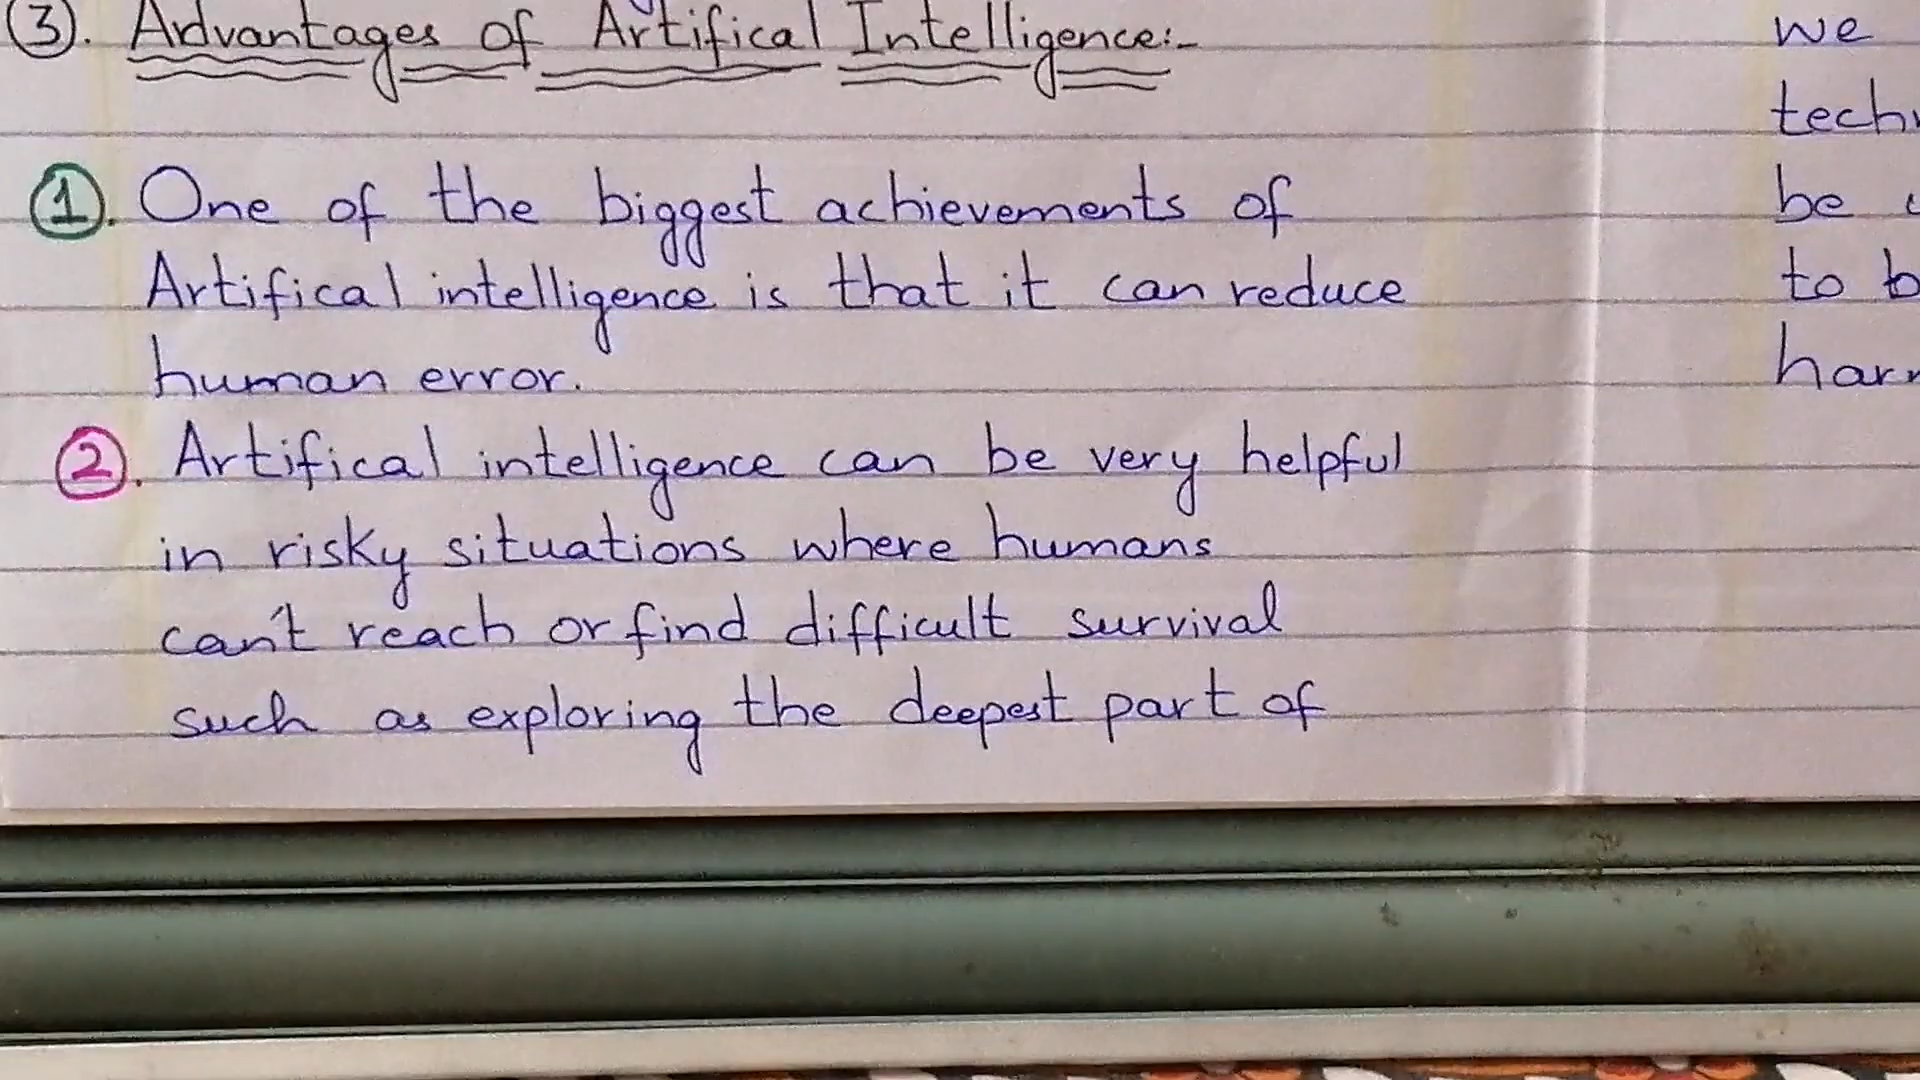 (3). Advantages of Artifical Intelligence:-
(1). One of the biggest achievements of
Artifical intelligence is that it can reduce
human error.
(2). Artifical intelligence can be very helpful
in risky situations where humans
can't reach or find difficult survival
such as exploring the deepest part of
we
be
to